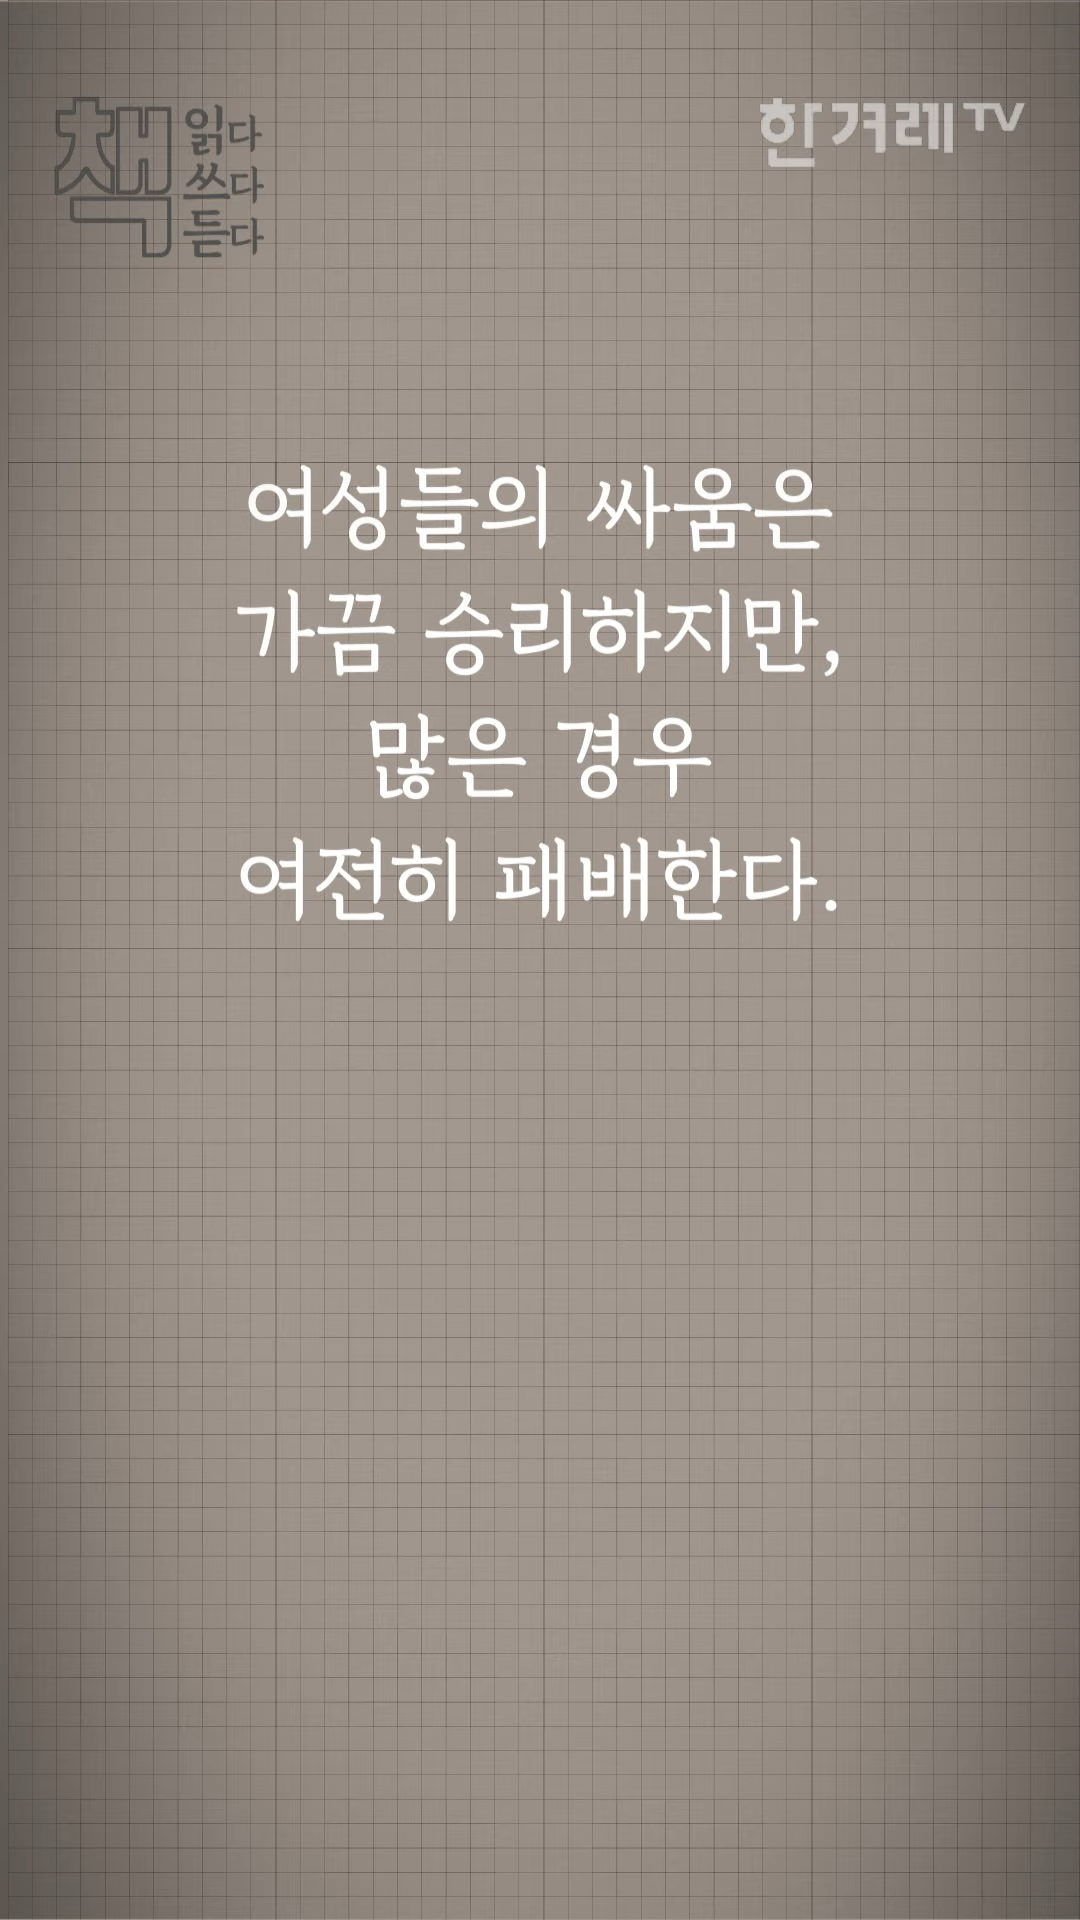 책 읽다
쓰다
듣다
한겨레TV
여성들의 싸움은
가끔 승리하지만,
많은 경우
여전히 패배한다.